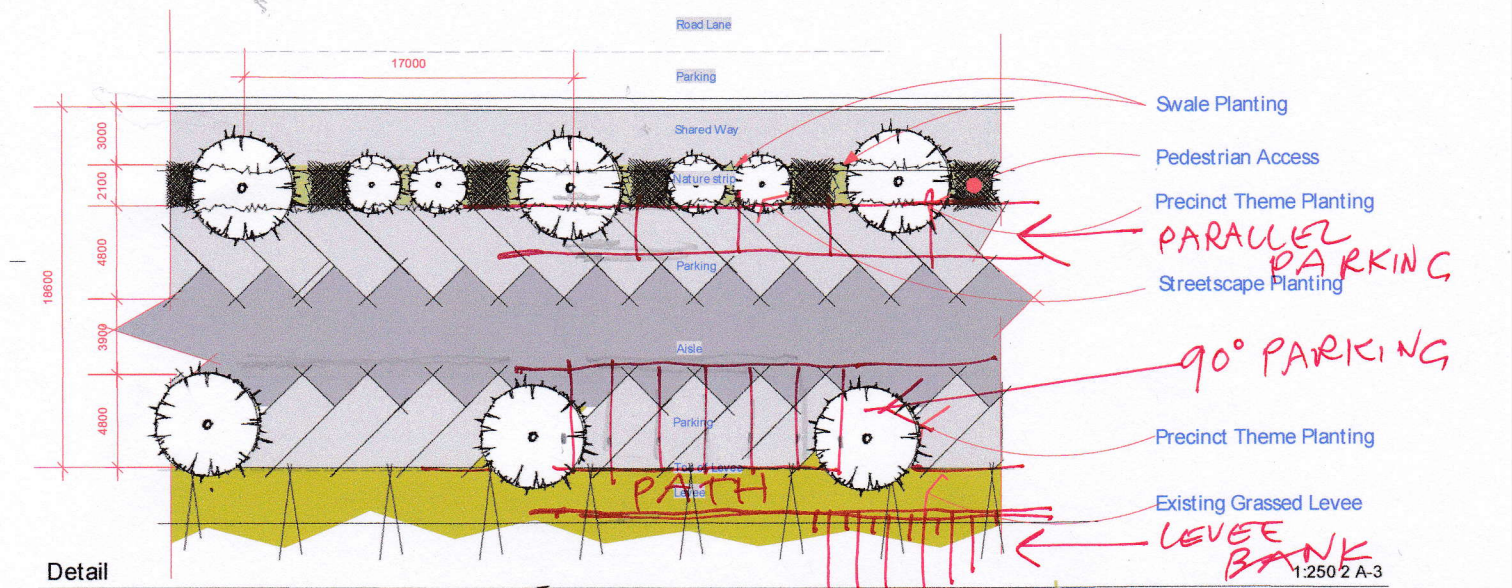 Road Lane
17000
Parking
Swale Planting
3000
Shared Way
Pedestrian Access
2100
Nature strip
Precinct Theme Planting
PARALLEL
PARKING
4800
Parking
Streetscape Planting
18600
3900
Aisle
90° PARKING
4800
Parking
Precinct Theme Planting
Toe of Levee
PATH
Levee
Existing Grassed Levee
LEVEE
BANK
Detail
1:250 2 A-3